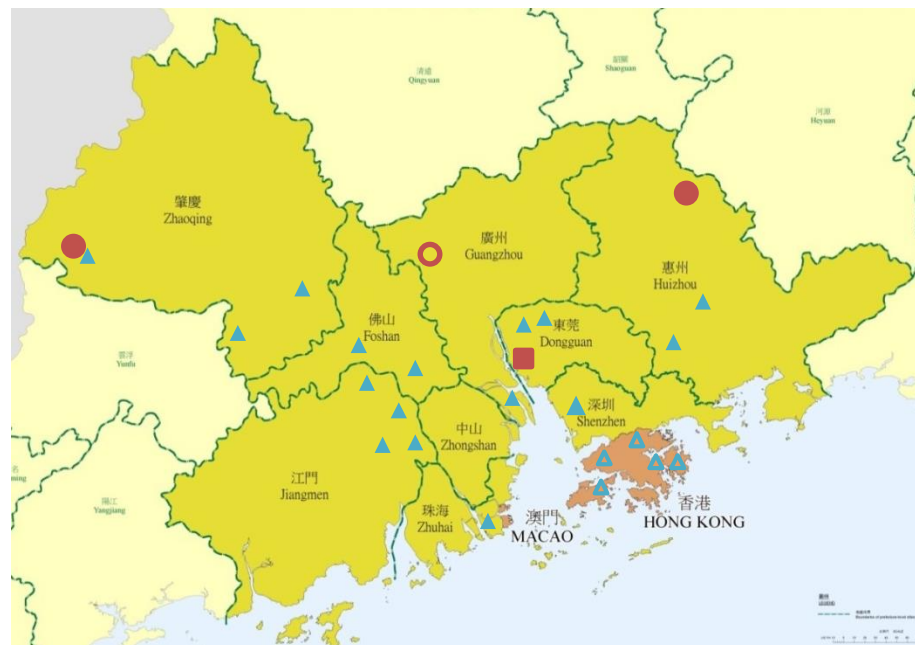 清遠
Qingyuan
韶關
Shaoguan
河源
Heyuan
肇慶
Zhaoqing
廣州
Guangzhou
惠州
Huizhou
佛山
Foshan
東莞
Dongguan
雲浮
Yunfu
深圳
Shenzhen
中山
Zhongshan
江門
Jiangmen
香港
HONG KONG
珠海
Zhuhai
澳門
MACAO
陽江
Yangjiang